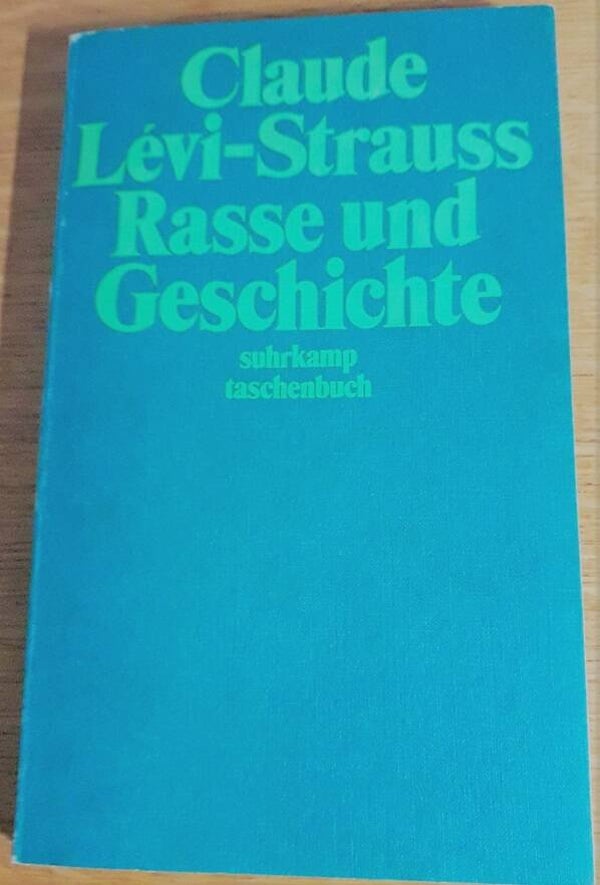 Claude
Lévi-Strauss
Rasse und
Geschichte
suhrkamp
taschenbuch